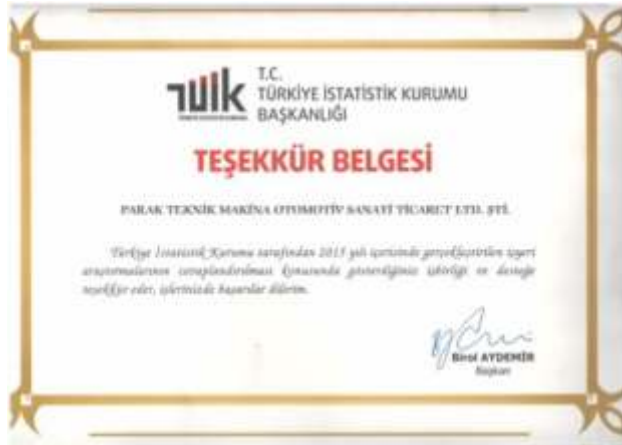 TÜİK
T.C.
TÜRKİYE İSTATİSTİK KURUMU
BAŞKANLIĞI
TEŞEKKÜR BELGESİ
PARAK TEKNİK MAKİNA OTOMOTİV SANAYİ TİCARET LTD. ŞTİ.
Türkiye İstatistik Kurumu tarafından 2015 yılı içerisinde gerçekleştirilen işyeri
araştırmalarının cevaplandırılması konusunda gösterdiğiniz işbirliği ve desteğe
teşekkür eder, işlerinizde başarılar dilerim.
Birol AYDEMİR
Başkan